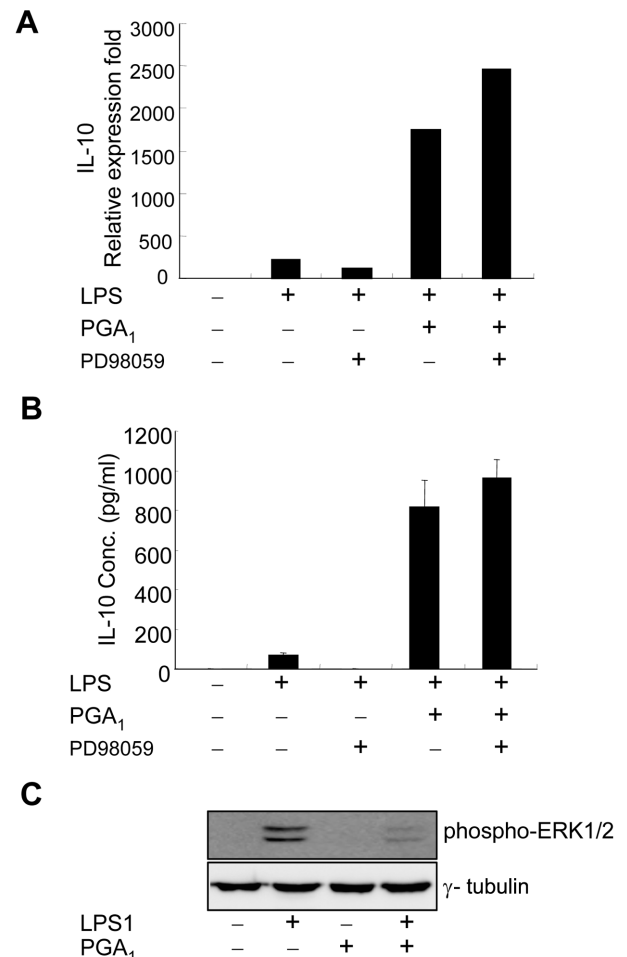 A
IL-10
Relative expression fold
3000
2500
2000
1500
1000
500
0
LPS – + + + +
PGA1 – – – + +
PD98059 – – + – +
B
IL-10 Conc. (pg/ml)
1200
1000
800
600
400
200
0
LPS – + + + +
PGA1 – – – + +
PD98059 – – + – +
C
phospho-ERK1/2
γ- tubulin
LPS1 – + – +
PGA1 – – + +